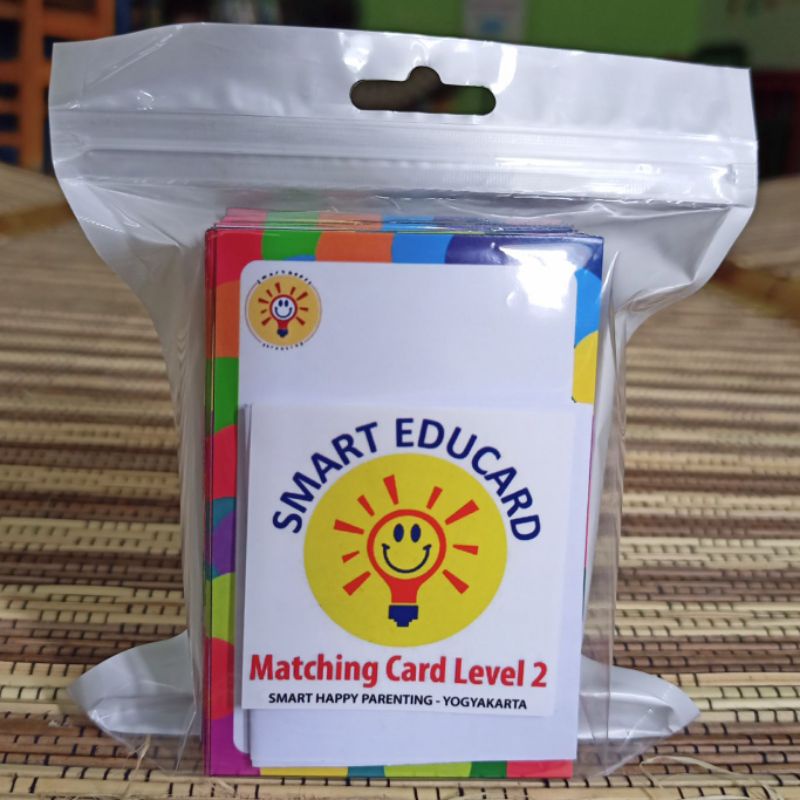 SMART EDUCARD
Matching Card Level 2
SMART HAPPY PARENTING - YOGYAKARTA